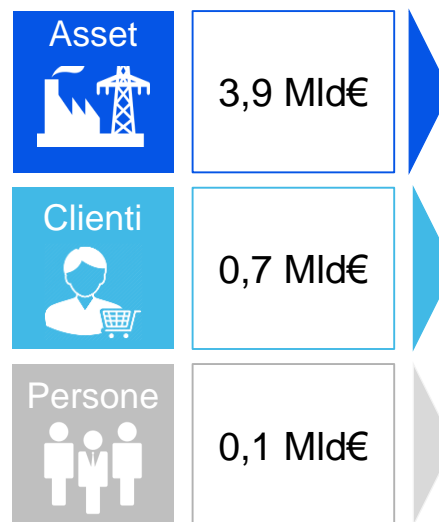 Asset
3,9 Mld€
Clienti
0,7 Mld€
Persone
0,1 Mld€